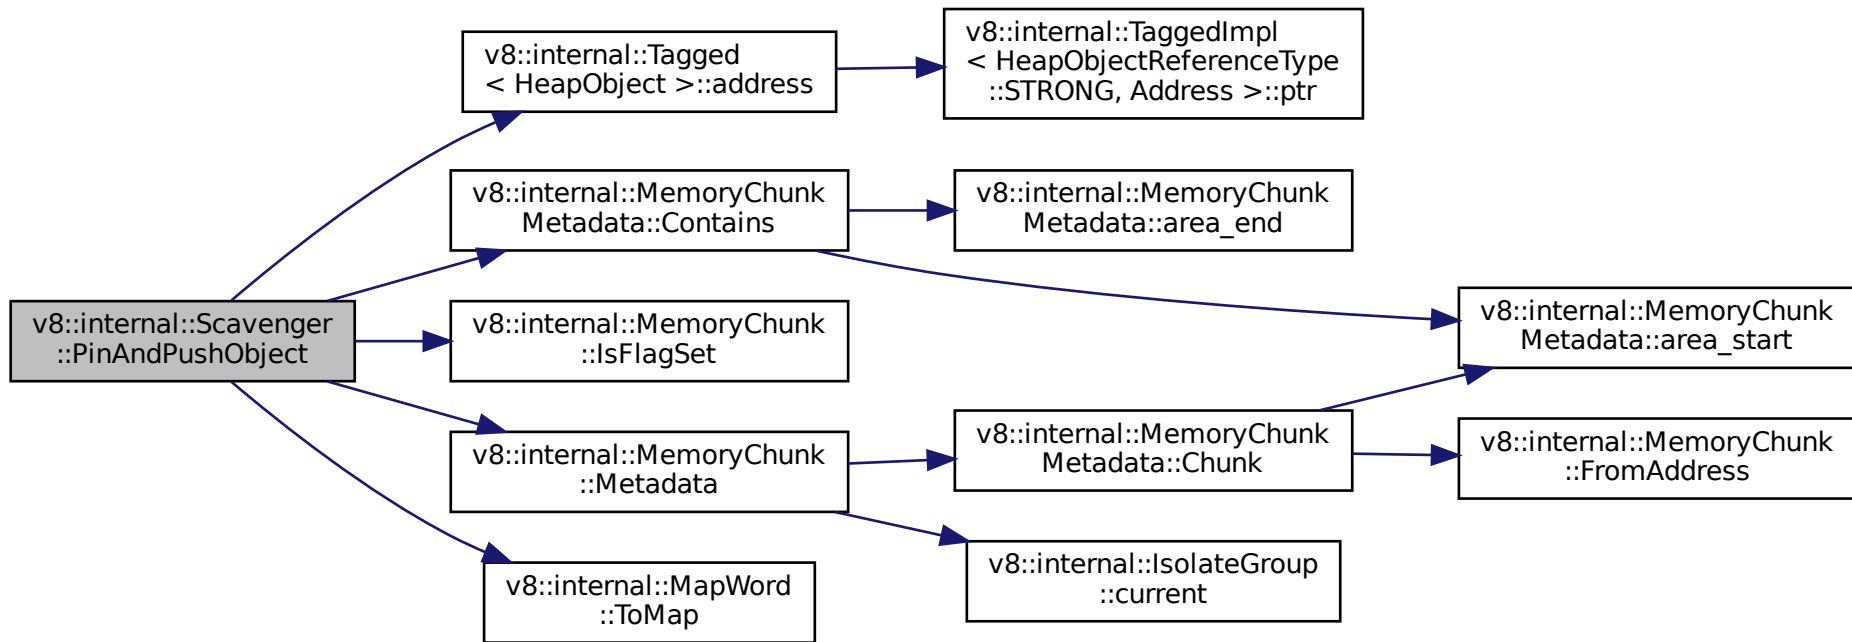 v8::internal::Scavenger
::PinAndPushObject
v8::internal::Tagged
< HeapObject >::address
v8::internal::TaggedImpl
< HeapObjectReferenceType
::STRONG, Address >::ptr
v8::internal::MemoryChunk
Metadata::Contains
v8::internal::MemoryChunk
Metadata::area_end
v8::internal::MemoryChunk
Metadata::area_start
v8::internal::MemoryChunk
::IsFlagSet
v8::internal::MemoryChunk
::Metadata
v8::internal::MemoryChunk
Metadata::Chunk
v8::internal::MemoryChunk
::FromAddress
v8::internal::IsolateGroup
::current
v8::internal::MapWord
::ToMap